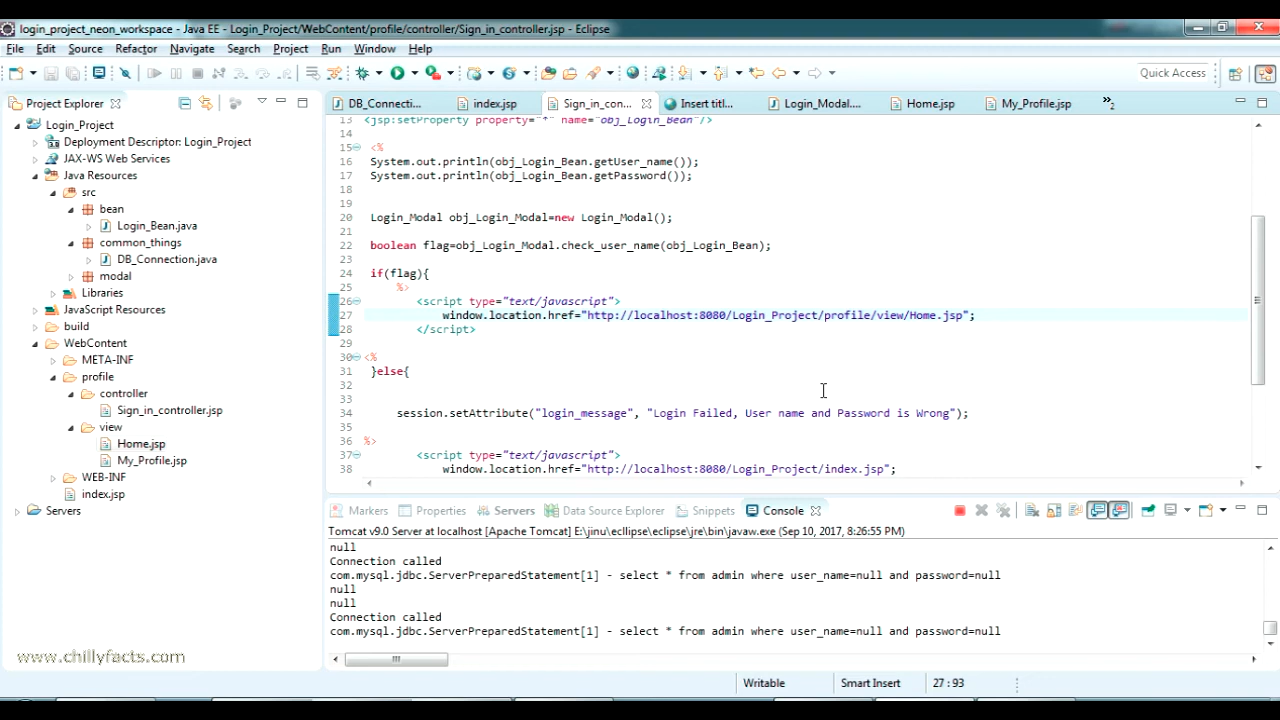 login_project_neon_workspace - Java EE - Login_Project/WebContent/profile/controller/Sign_in_controller.jsp - Eclipse
File Edit Source Refactor Navigate Search Project Run Window Help
Quick Access
Project Explorer
DB_Connecti... index.jsp Sign_in_con... Insert titl... Login_Modal.... Home.jsp My_Profile.jsp »2
Login_Project
Deployment Descriptor: Login_Project
JAX-WS Web Services
Java Resources
src
bean
Login_Bean.java
common_things
DB_Connection.java
modal
Libraries
JavaScript Resources
build
WebContent
META-INF
profile
controller
Sign_in_controller.jsp
view
Home.jsp
My_Profile.jsp
WEB-INF
index.jsp
Servers
13 <jsp:setProperty property="*" name="obj_Login_Bean"/>
14
15 <%
16 System.out.println(obj_Login_Bean.getUser_name());
17 System.out.println(obj_Login_Bean.getPassword());
18
19
20 Login_Modal obj_Login_Modal=new Login_Modal();
21
22 boolean flag=obj_Login_Modal.check_user_name(obj_Login_Bean);
23
24 if(flag){
25 %>
26 <script type="text/javascript">
27 window.location.href="http://localhost:8080/Login_Project/profile/view/Home.jsp";
28 </script>
29
30 <%
31 }else{
32
33
34 session.setAttribute("login_message", "Login Failed, User name and Password is Wrong");
35
36 %>
37 <script type="text/javascript">
38 window.location.href="http://localhost:8080/Login_Project/index.jsp";
Markers Properties Servers Data Source Explorer Snippets Console
Tomcat v9.0 Server at localhost [Apache Tomcat] E:\jinu\ecllipse\eclipse\jre\bin\javaw.exe (Sep 10, 2017, 8:26:55 PM)
null
Connection called
com.mysql.jdbc.ServerPreparedStatement[1] - select * from admin where user_name=null and password=null
null
null
Connection called
com.mysql.jdbc.ServerPreparedStatement[1] - select * from admin where user_name=null and password=null
www.chillyfacts.com
Writable Smart Insert 27 : 93